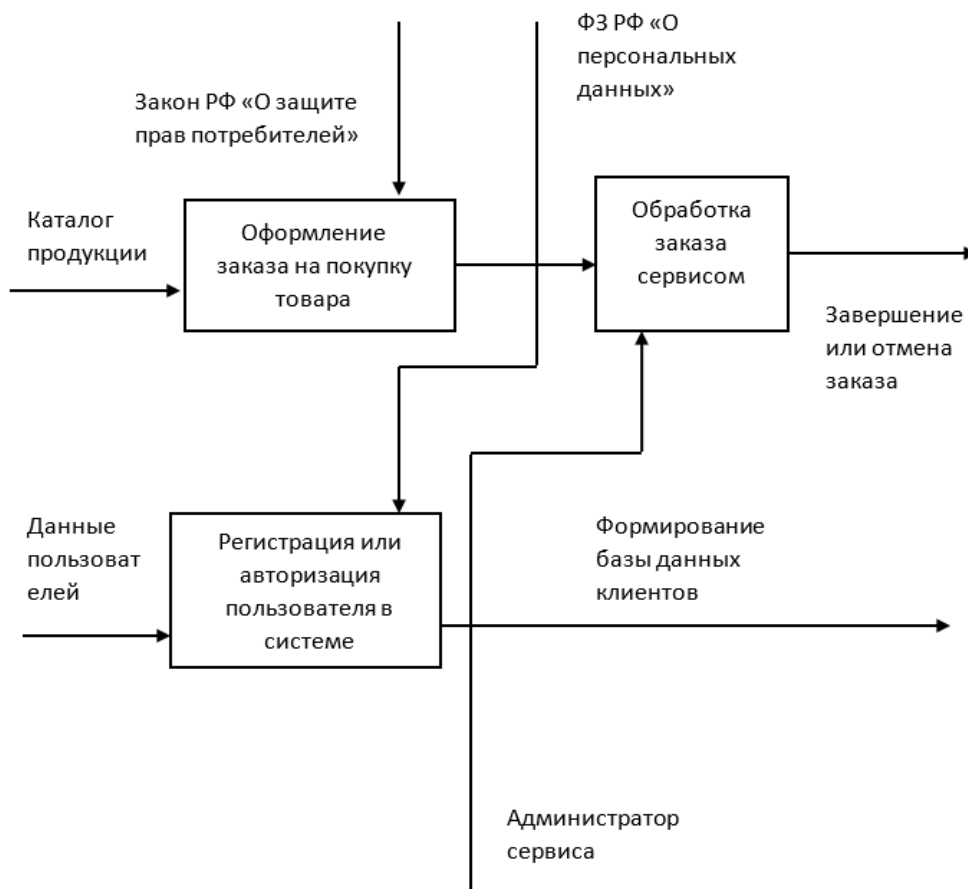 ФЗ РФ «О
персональных
данных»
Закон РФ «О защите
прав потребителей»
Каталог
продукции
Оформление
заказа на покупку
товара
Обработка
заказа
сервисом
Завершение
или отмена
заказа
Данные
пользоват
елей
Регистрация или
авторизация
пользователя в
системе
Формирование
базы данных
клиентов
Администратор
сервиса